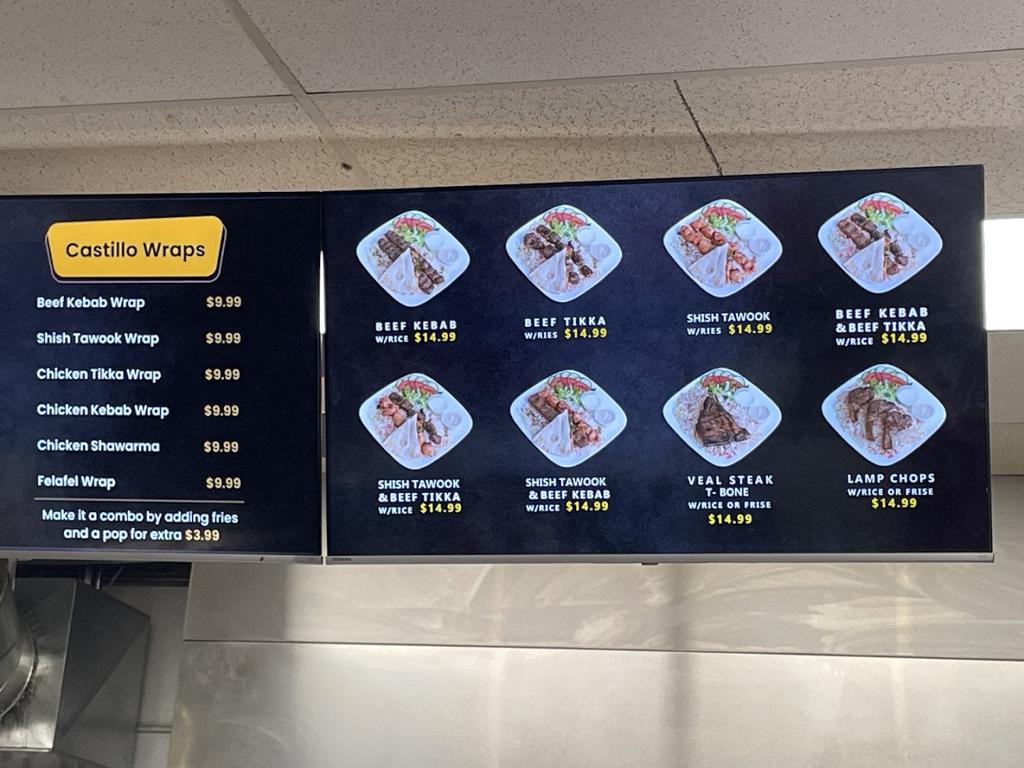 Castillo Wraps
Beef Kebab Wrap $9.99
Shish Tawook Wrap $9.99
Chicken Tikka Wrap $9.99
Chicken Kebab Wrap $9.99
Chicken Shawarma $9.99
Felafel Wrap $9.99
Make it a combo by adding fries
and a pop for extra $3.99
BEEF KEBAB
W/RICE $14.99
BEEF TIKKA
W/RIES $14.99
SHISH TAWOOK
W/RIES $14.99
BEEF KEBAB
&BEEF TIKKA
W/RICE $14.99
SHISH TAWOOK
&BEEF TIKKA
W/RICE $14.99
SHISH TAWOOK
&BEEF KEBAB
W/RICE $14.99
VEAL STEAK
T- BONE
W/RICE OR FRISE
$14.99
LAMP CHOPS
W/RICE OR FRISE
$14.99